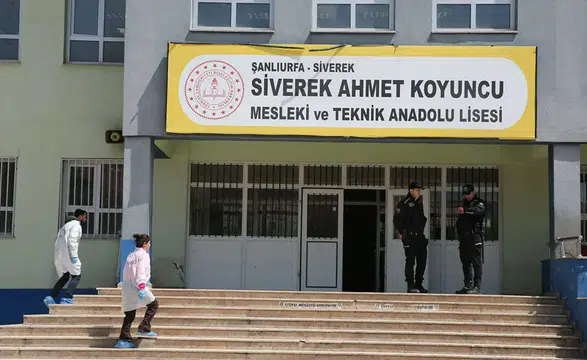 ŞANLIURFA - SİVEREK
SİVEREK AHMET KOYUNCU
MESLEKİ ve TEKNİK ANADOLU LİSESİ